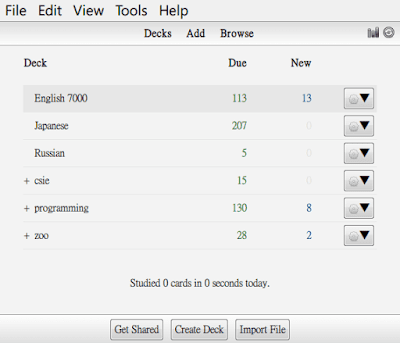 File Edit View Tools Help
Decks Add Browse
Deck Due New
English 7000 113 13
Japanese 207 0
Russian 5 0
+ csie 15 0
+ programming 130 8
+ zoo 28 2
Studied 0 cards in 0 seconds today.
Get Shared Create Deck Import File